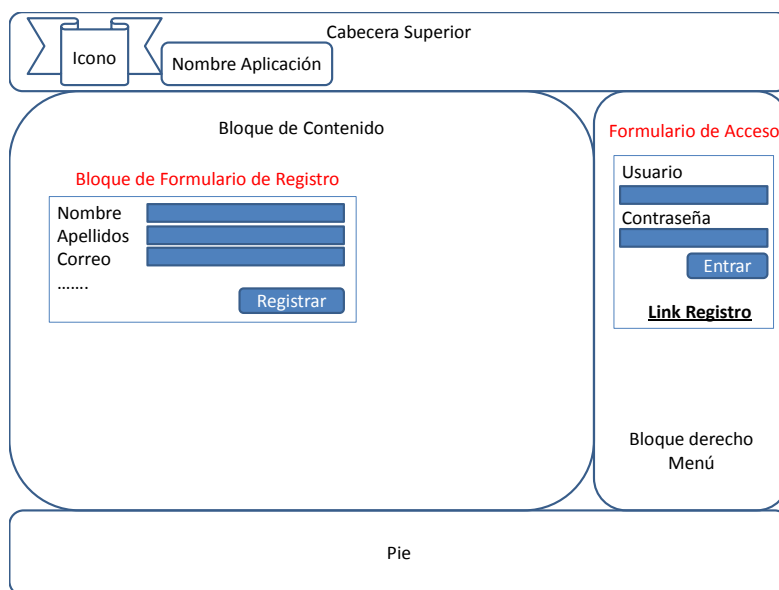 Cabecera Superior
Icono
Nombre Aplicación
Bloque de Contenido
Bloque de Formulario de Registro
Nombre
Apellidos
Correo
…….
Registrar
Formulario de Acceso
Usuario
Contraseña
Entrar
Link Registro
Bloque derecho
Menú
Pie